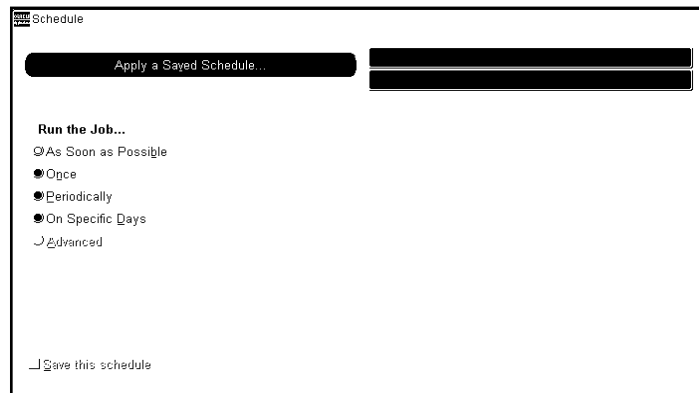 Schedule
Apply a Saved Schedule...
Run the Job...
As Soon as Possible
Once
Periodically
On Specific Days
Advanced
Save this schedule